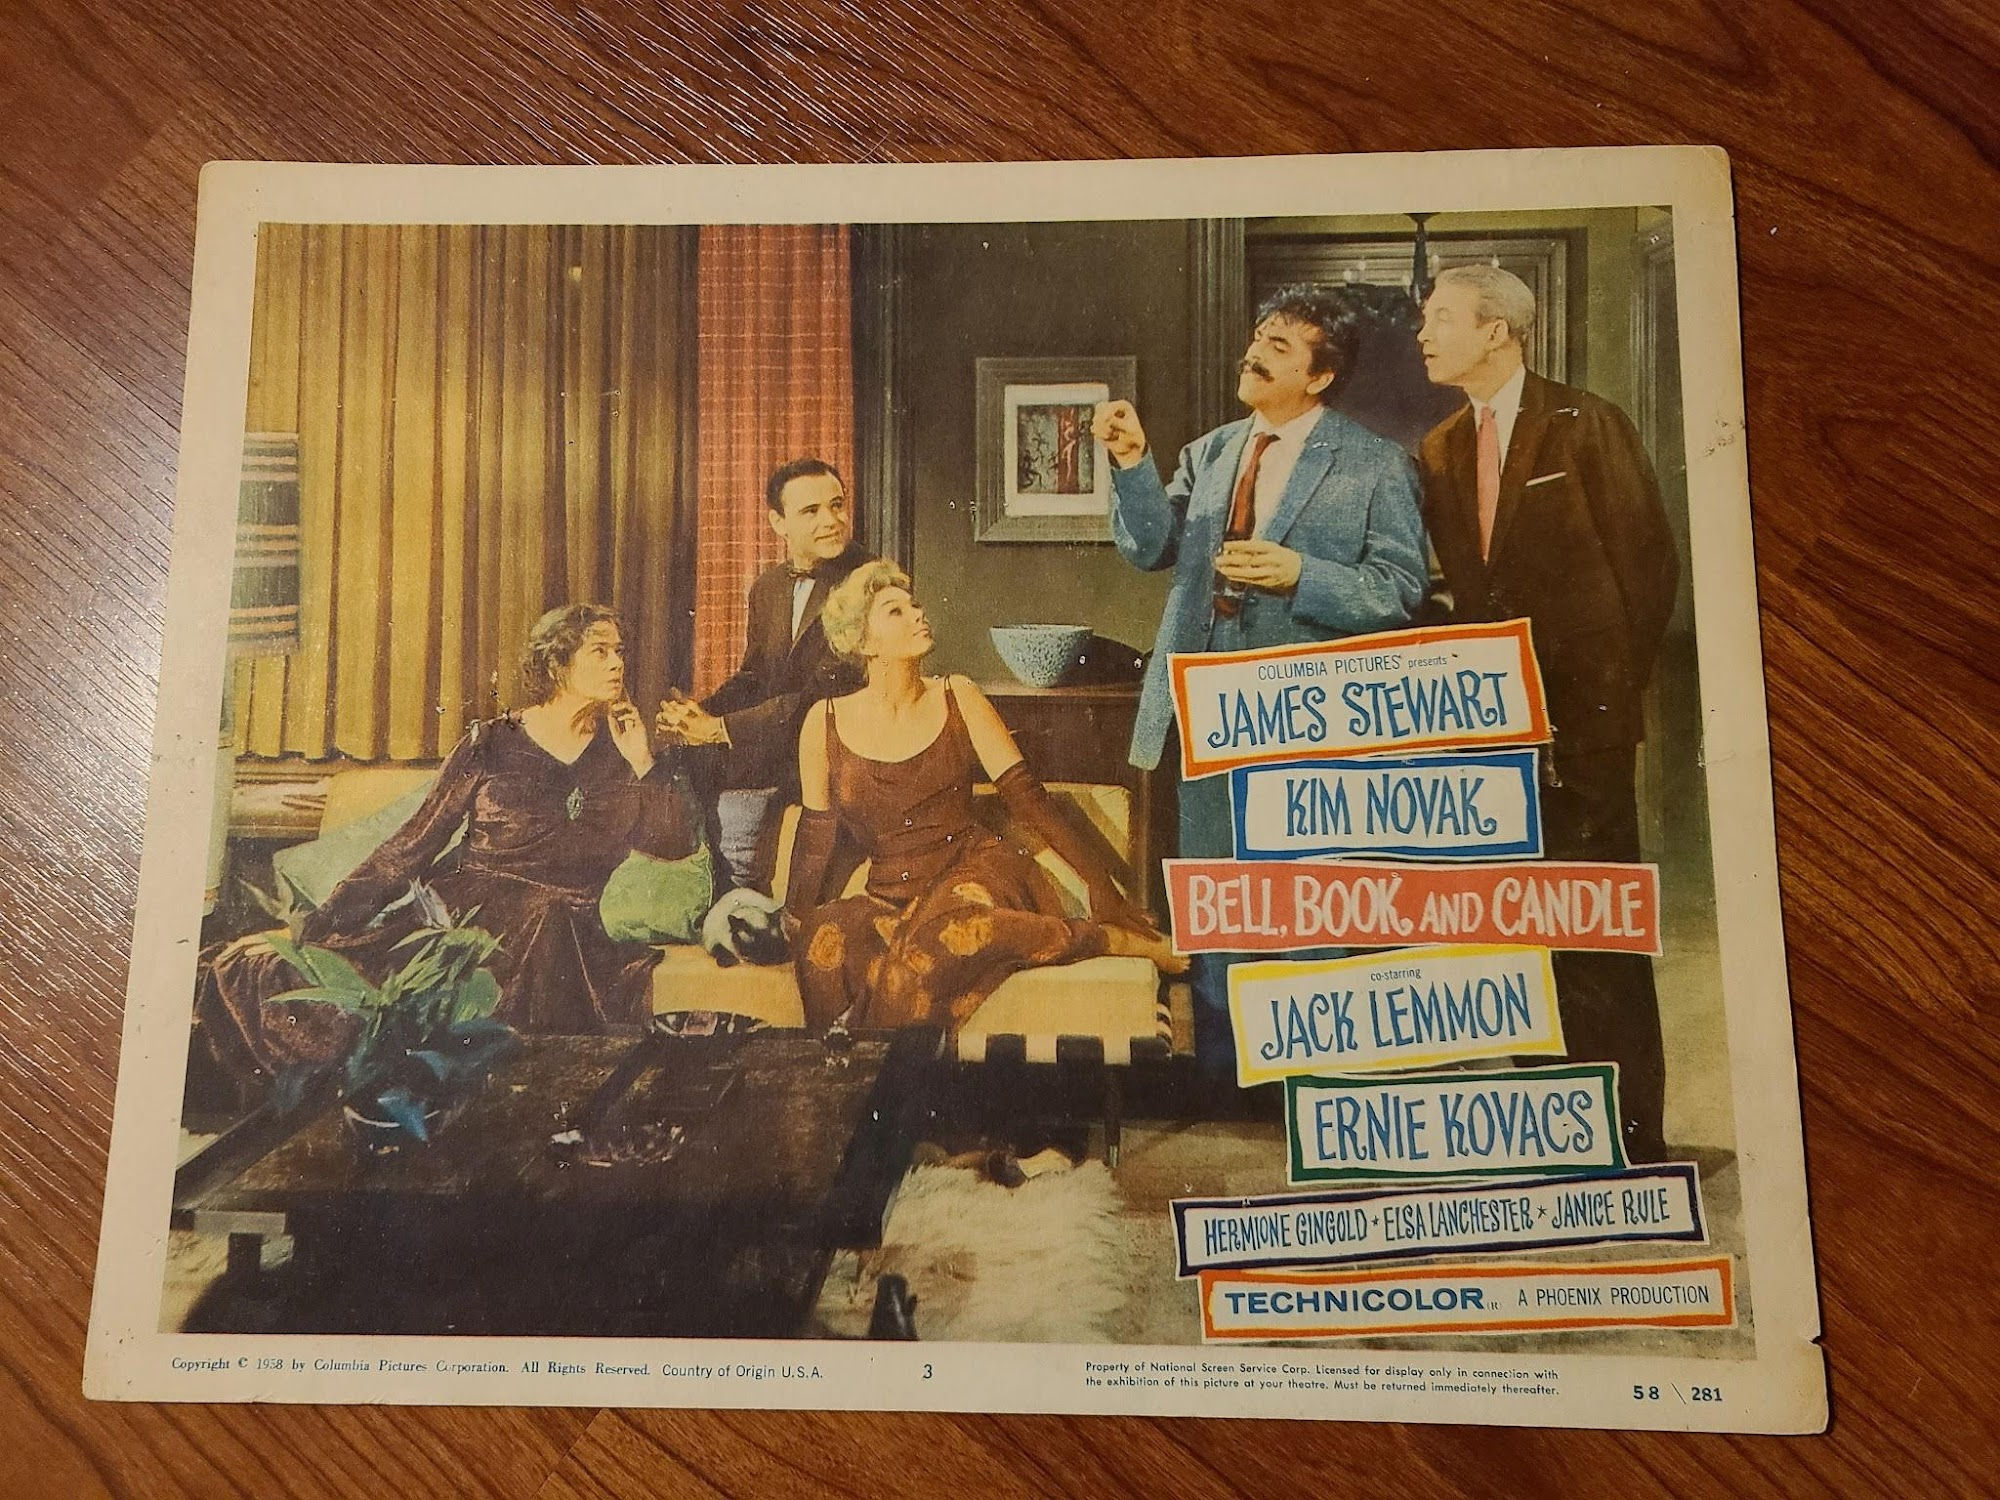 COLUMBIA PICTURES presents
JAMES STEWART
KIM NOVAK
BELL, BOOK AND CANDLE
co-starring
JACK LEMMON
ERNIE KOVACS
HERMIONE GINGOLD * ELSA LANCHESTER * JANICE RULE
TECHNICOLOR (R) A PHOENIX PRODUCTION
Copyright © 1958 by Columbia Pictures Corporation. All Rights Reserved. Country of Origin U.S.A.
3
Property of National Screen Service Corp. Licensed for display only in connection with
the exhibition of this picture at your theatre. Must be returned immediately thereafter.
58 \ 281